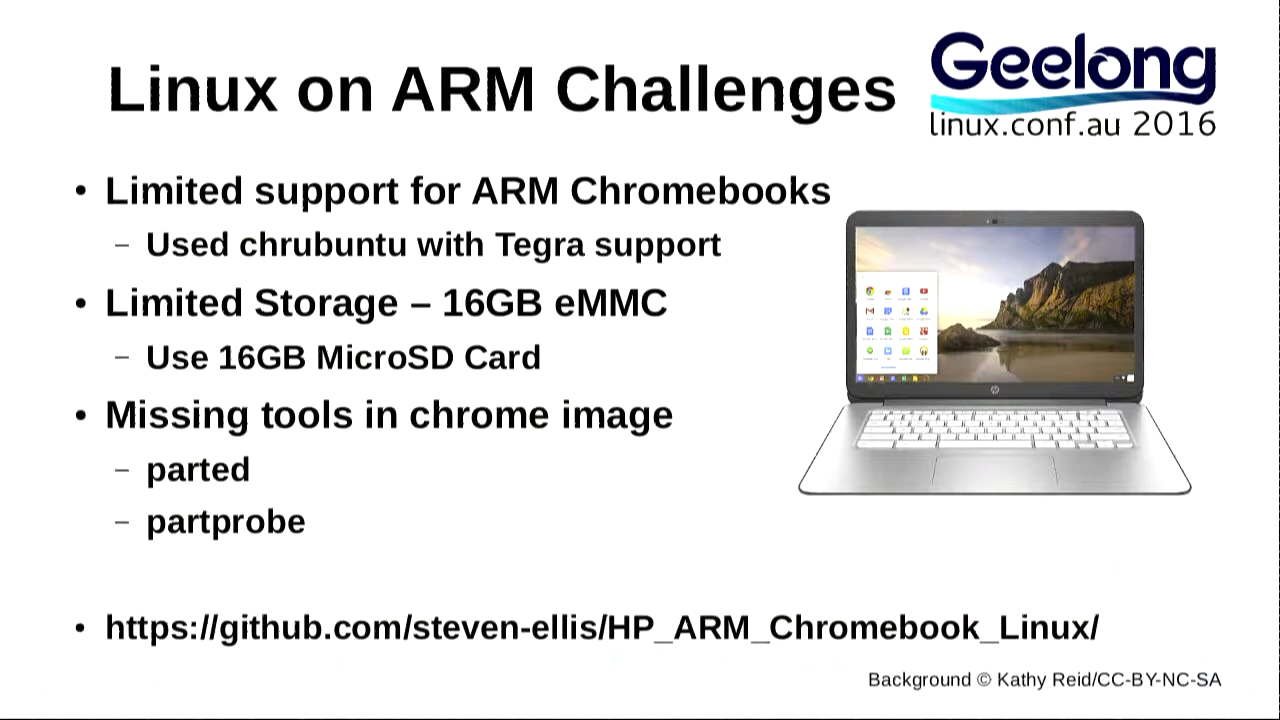 Linux on ARM Challenges
Geelong
linux.conf.au 2016
• Limited support for ARM Chromebooks
– Used chrubuntu with Tegra support
• Limited Storage – 16GB eMMC
– Use 16GB MicroSD Card
• Missing tools in chrome image
– parted
– partprobe
• https://github.com/steven-ellis/HP_ARM_Chromebook_Linux/
Background © Kathy Reid/CC-BY-NC-SA